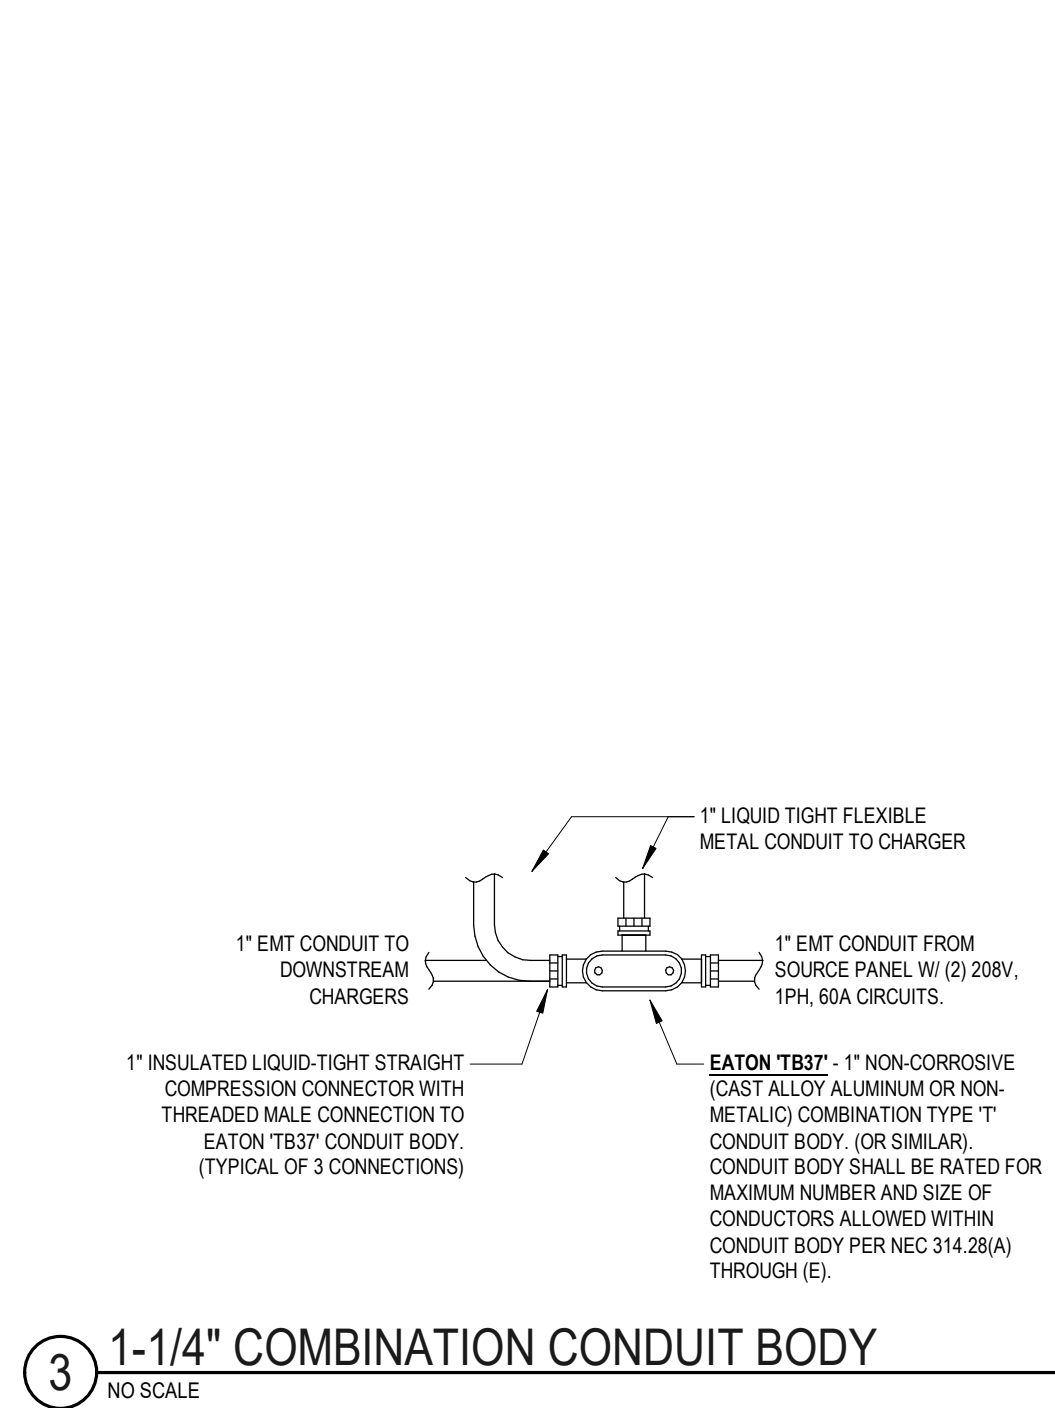 1" LIQUID TIGHT FLEXIBLE
METAL CONDUIT TO CHARGER
1" EMT CONDUIT TO
DOWNSTREAM
CHARGERS
1" EMT CONDUIT FROM
SOURCE PANEL W/ (2) 208V,
1PH, 60A CIRCUITS.
1" INSULATED LIQUID-TIGHT STRAIGHT
COMPRESSION CONNECTOR WITH
THREADED MALE CONNECTION TO
EATON 'TB37' CONDUIT BODY.
(TYPICAL OF 3 CONNECTIONS)
EATON 'TB37' - 1" NON-CORROSIVE
(CAST ALLOY ALUMINUM OR NON-
METALIC) COMBINATION TYPE 'T'
CONDUIT BODY. (OR SIMILAR).
CONDUIT BODY SHALL BE RATED FOR
MAXIMUM NUMBER AND SIZE OF
CONDUCTORS ALLOWED WITHIN
CONDUIT BODY PER NEC 314.28(A)
THROUGH (E).
3
1-1/4" COMBINATION CONDUIT BODY
NO SCALE